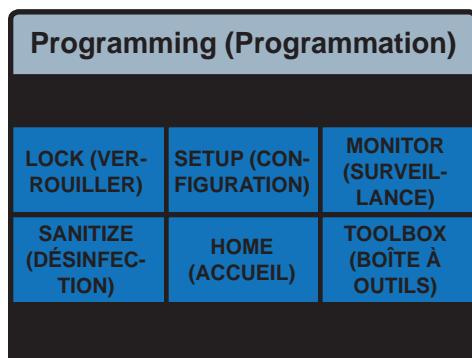 Programming (Programmation)
LOCK (VER-
ROUILLER)
SETUP (CON-
FIGURATION)
MONITOR
(SURVEIL-
LANCE)
SANITIZE
(DÉSINFEC-
TION)
HOME
(ACCUEIL)
TOOLBOX
(BOÎTE À
OUTILS)